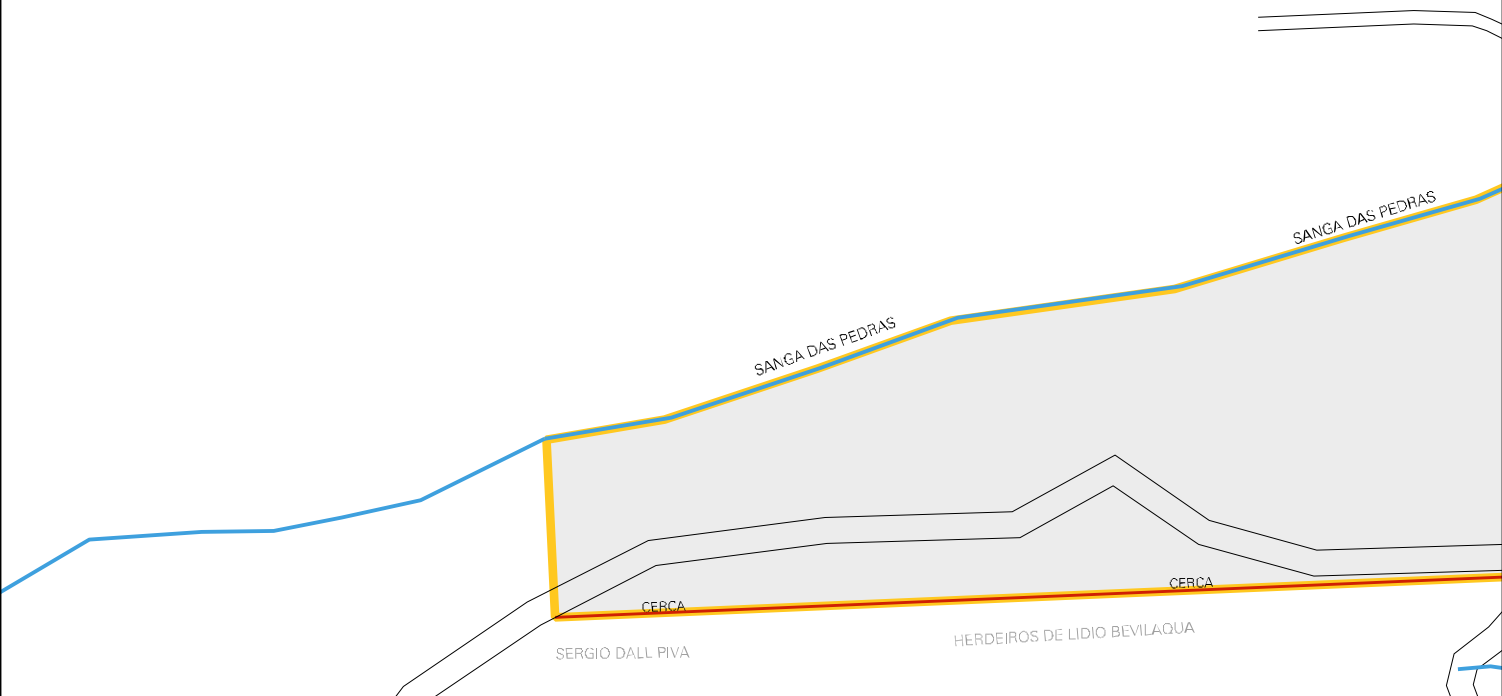 SANGA DAS PEDRAS
SANGA DAS PEDRAS
CERCA
CERCA
HERDEIROS DE LIDIO BEVILAQUA
SERGIO DALL PIVA